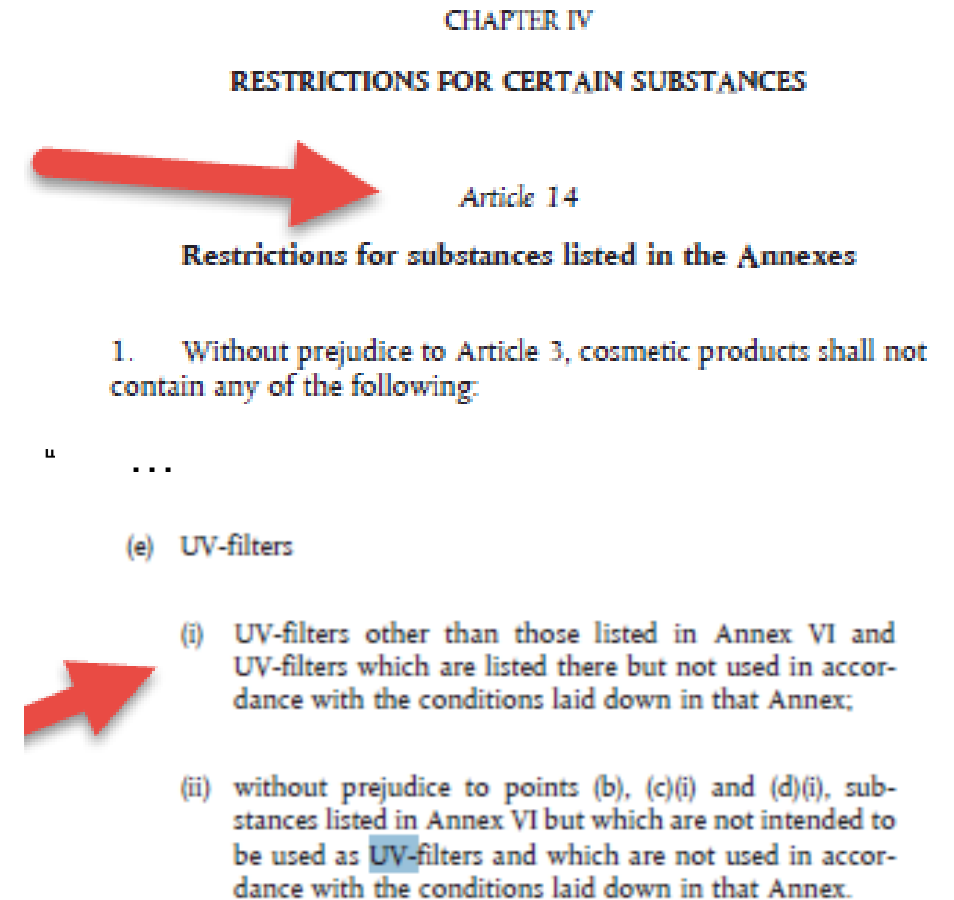 CHAPTER IV
RESTRICTIONS FOR CERTAIN SUBSTANCES
Article 14
Restrictions for substances listed in the Annexes
1. Without prejudice to Article 3, cosmetic products shall not
contain any of the following:
" ...
(e) UV-filters
(i) UV-filters other than those listed in Annex VI and
UV-filters which are listed there but not used in accor-
dance with the conditions laid down in that Annex;
(ii) without prejudice to points (b), (c)(i) and (d)(i), sub-
stances listed in Annex VI but which are not intended to
be used as UV-filters and which are not used in accor-
dance with the conditions laid down in that Annex.